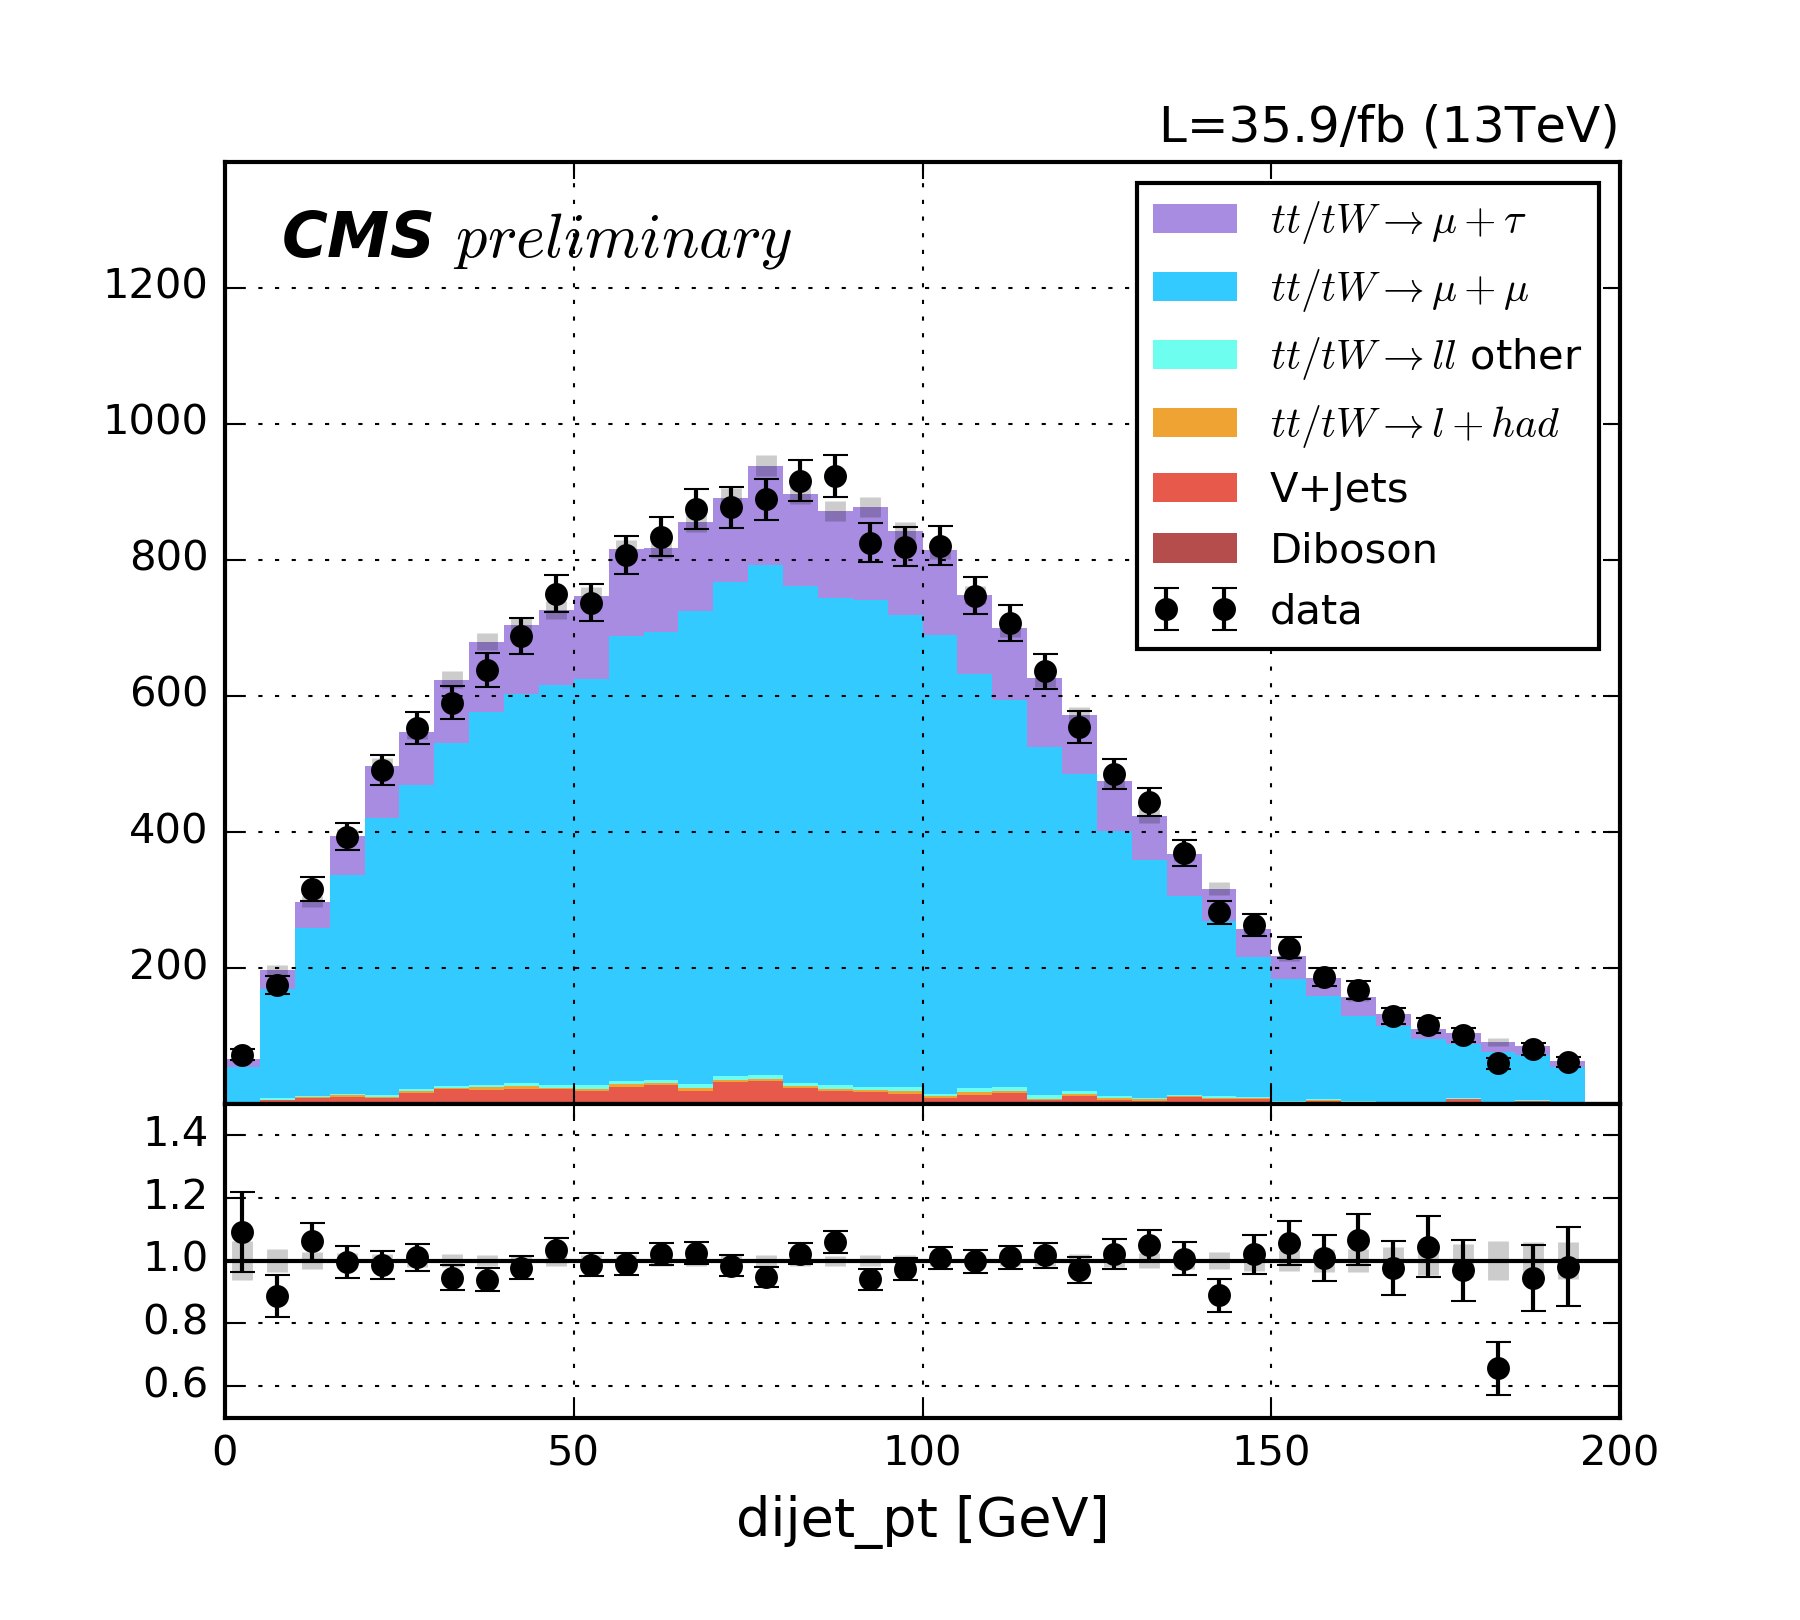 L=35.9/fb (13TeV)
CMS preliminary
tt/tW → μ + τ
tt/tW → μ + μ
tt/tW → ll other
tt/tW → l + had
V+Jets
Diboson
data
1200
1000
800
600
400
200
1.4
1.2
1.0
0.8
0.6
0 50 100 150 200
dijet_pt [GeV]